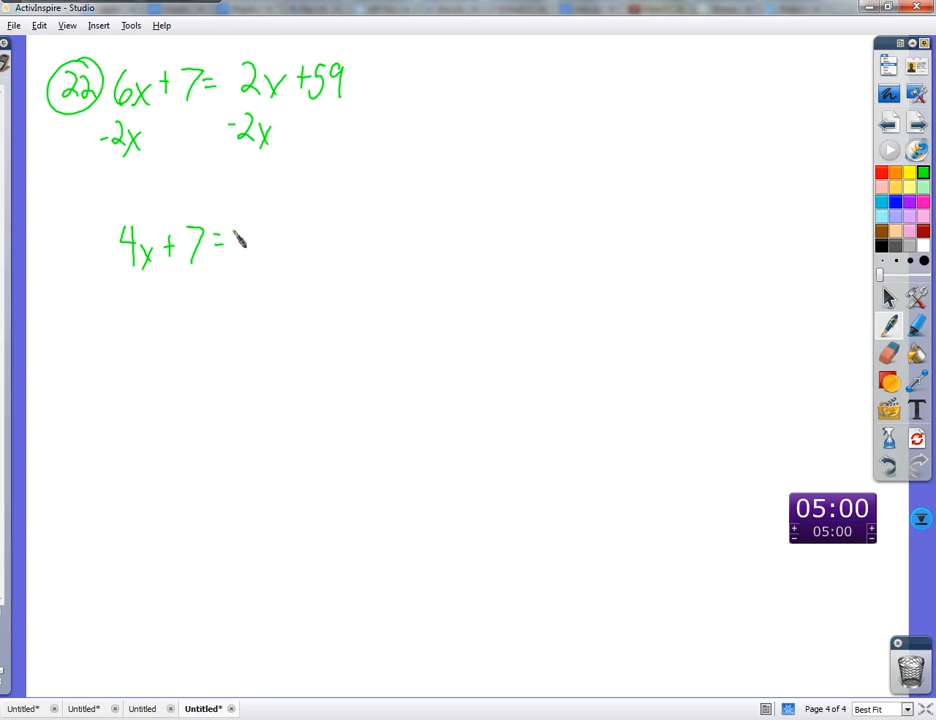 ActivInspire - Studio
File Edit View Insert Tools Help
22 6x + 7 = 2x + 59
-2x -2x
4x + 7 =
05:00
05:00
Page 4 of 4 Best Fit
Untitled* Untitled* Untitled Untitled*